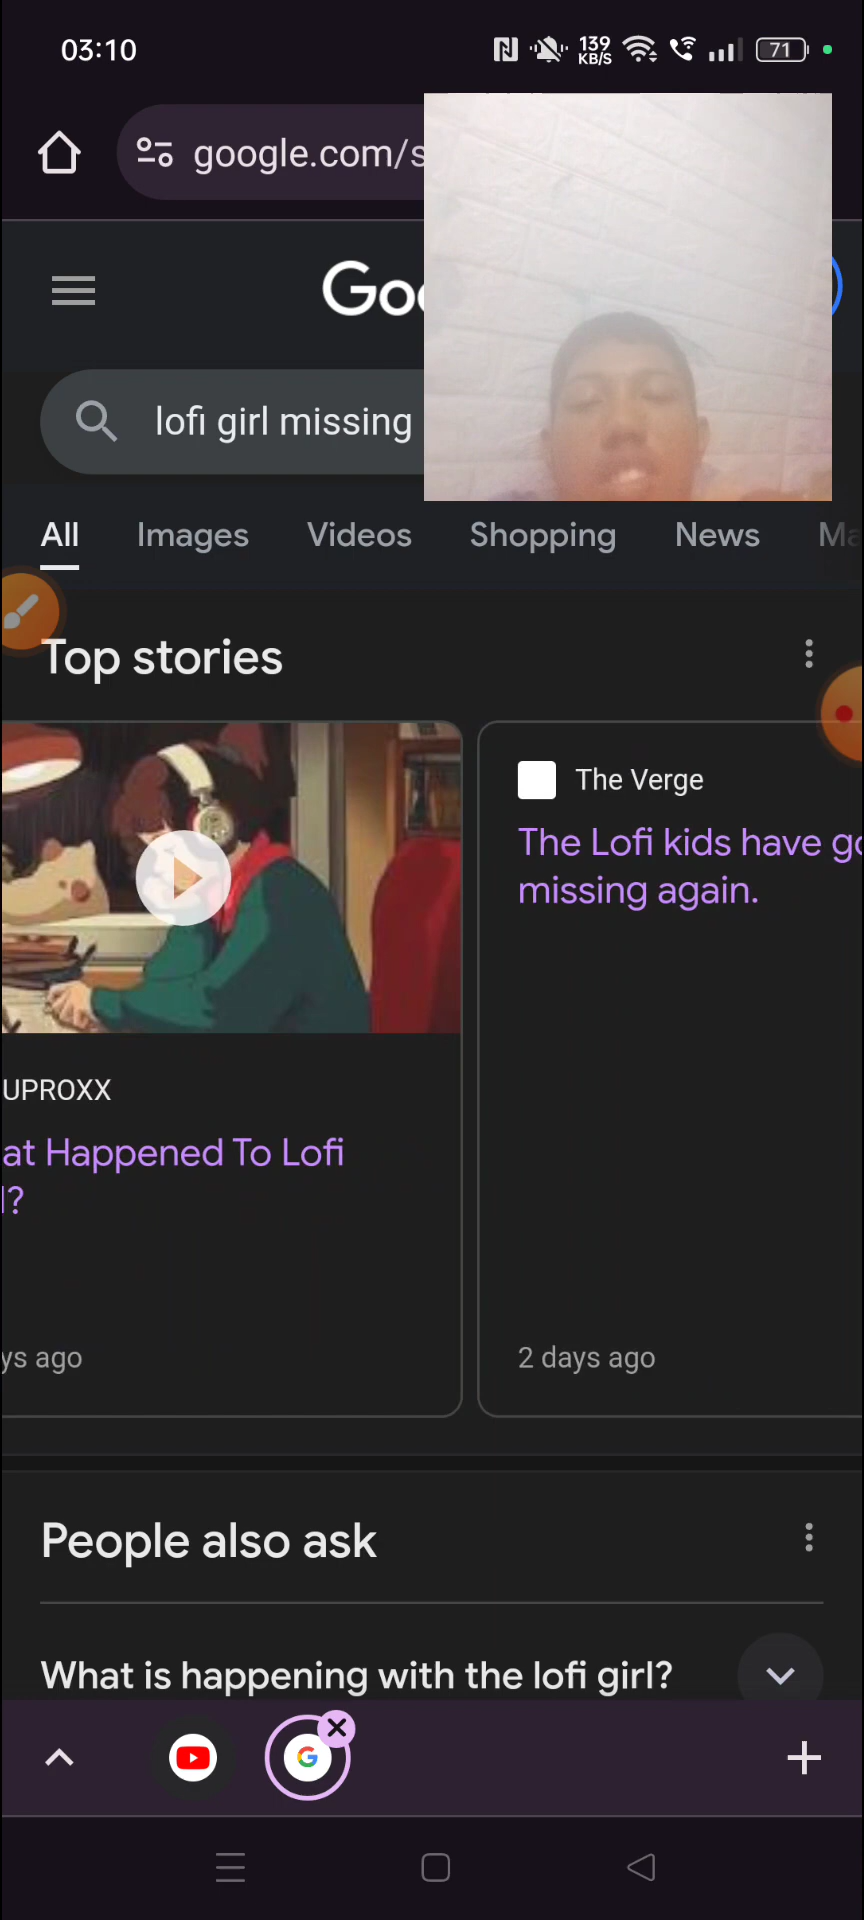 03:10
139
KB/S
71
google.com/s
Goo
lofi girl missing
All Images Videos Shopping News Ma
Top stories
The Verge
The Lofi kids have go
missing again.
UPROXX
at Happened To Lofi
l?
ys ago
2 days ago
People also ask
What is happening with the lofi girl?